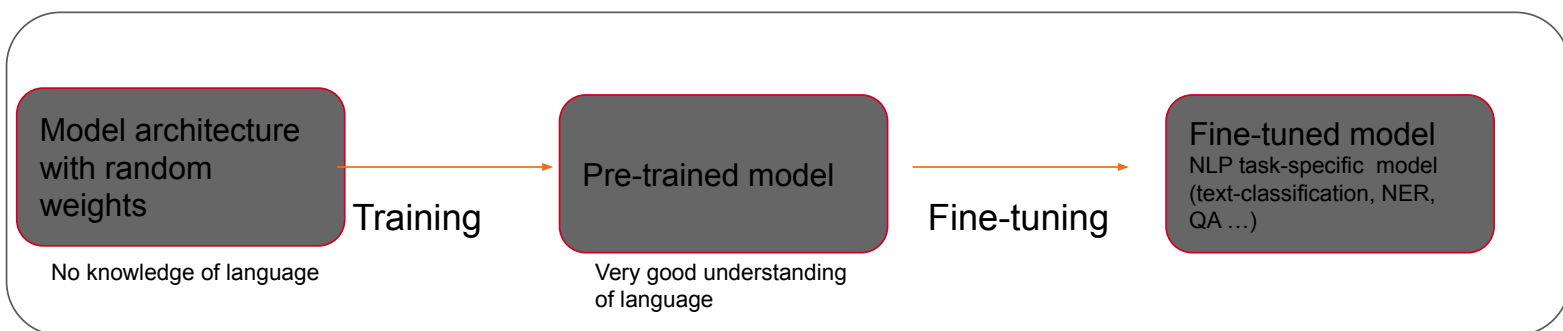 Model architecture
with random
weights
No knowledge of language
Training
Pre-trained model
Very good understanding
of language
Fine-tuning
Fine-tuned model
NLP task-specific model
(text-classification, NER,
QA …)